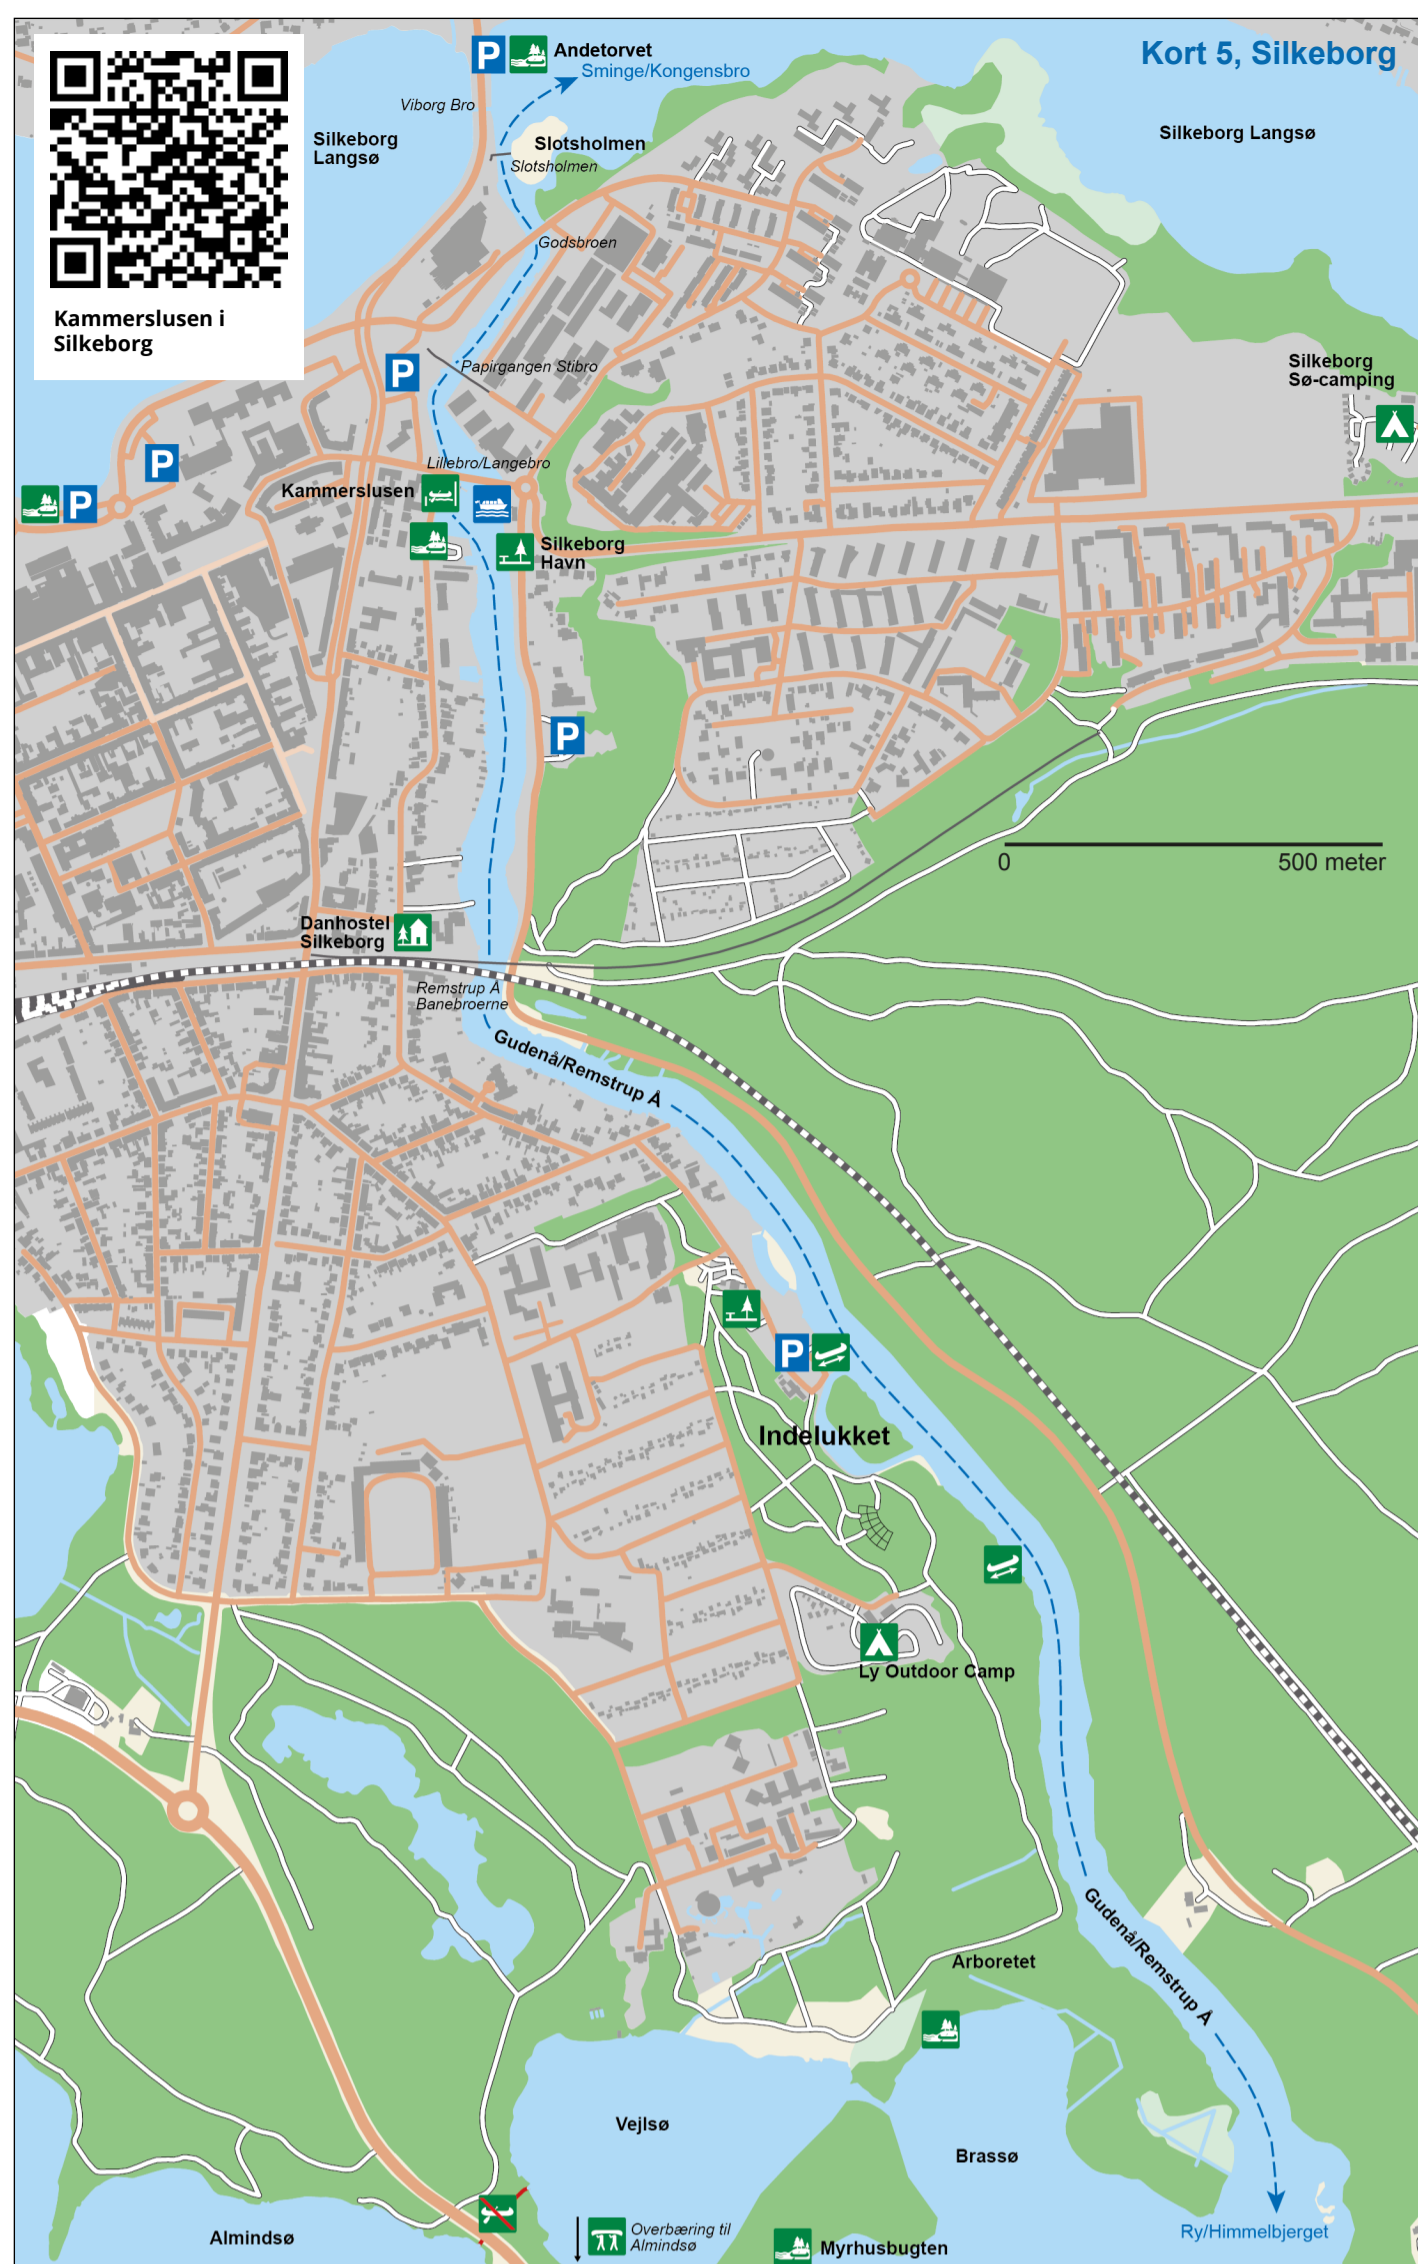 Kort 5, Silkeborg
P
Andetorvet
Sminge/Kongensbro
Viborg Bro
Silkeborg
Langsø
Slotsholmen
Slotsholmen
Silkeborg Langsø
Godsbroen
Kammerslusen i
Silkeborg
P
Papirgangen Stibro
Silkeborg
Sø-camping
P
Lillebro/Langebro
Kammerslusen
P
Silkeborg
Havn
P
0
500 meter
Danhostel
Silkeborg
Remstrup Å
Banebroerne
Gudenå/Remstrup Å
P
Indelukket
Ly Outdoor Camp
Gudenå/Remstrup Å
Arboretet
Vejlsø
Brassø
Almindsø
Overbæring til
Almindsø
Myrhusbugten
Ry/Himmelbjerget